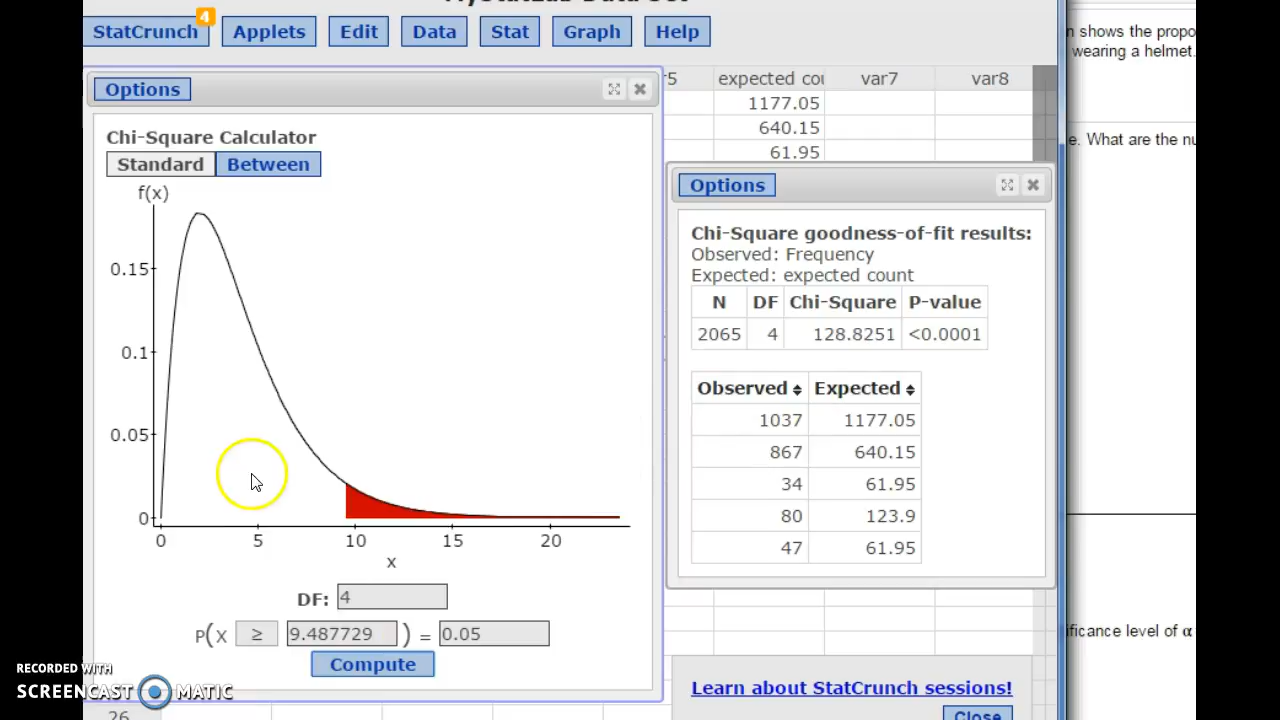 StatCrunch 4 Applets Edit Data Stat Graph Help
Options
Chi-Square Calculator
Standard Between
f(x)
0.15
0.1
0.05
0
0 5 10 15 20
x
DF: 4
P(X ≥ 9.487729 ) = 0.05
Compute
r5 expected cou var7 var8
1177.05
640.15
61.95
Options
Chi-Square goodness-of-fit results:
Observed: Frequency
Expected: expected count
N DF Chi-Square P-value
2065 4 128.8251 <0.0001
Observed Expected
1037 1177.05
867 640.15
34 61.95
80 123.9
47 61.95
Learn about StatCrunch sessions!
Close
26
n shows the propo
wearing a helmet.
e. What are the nu
ificance level of α
RECORDED WITH
SCREENCAST MATIC